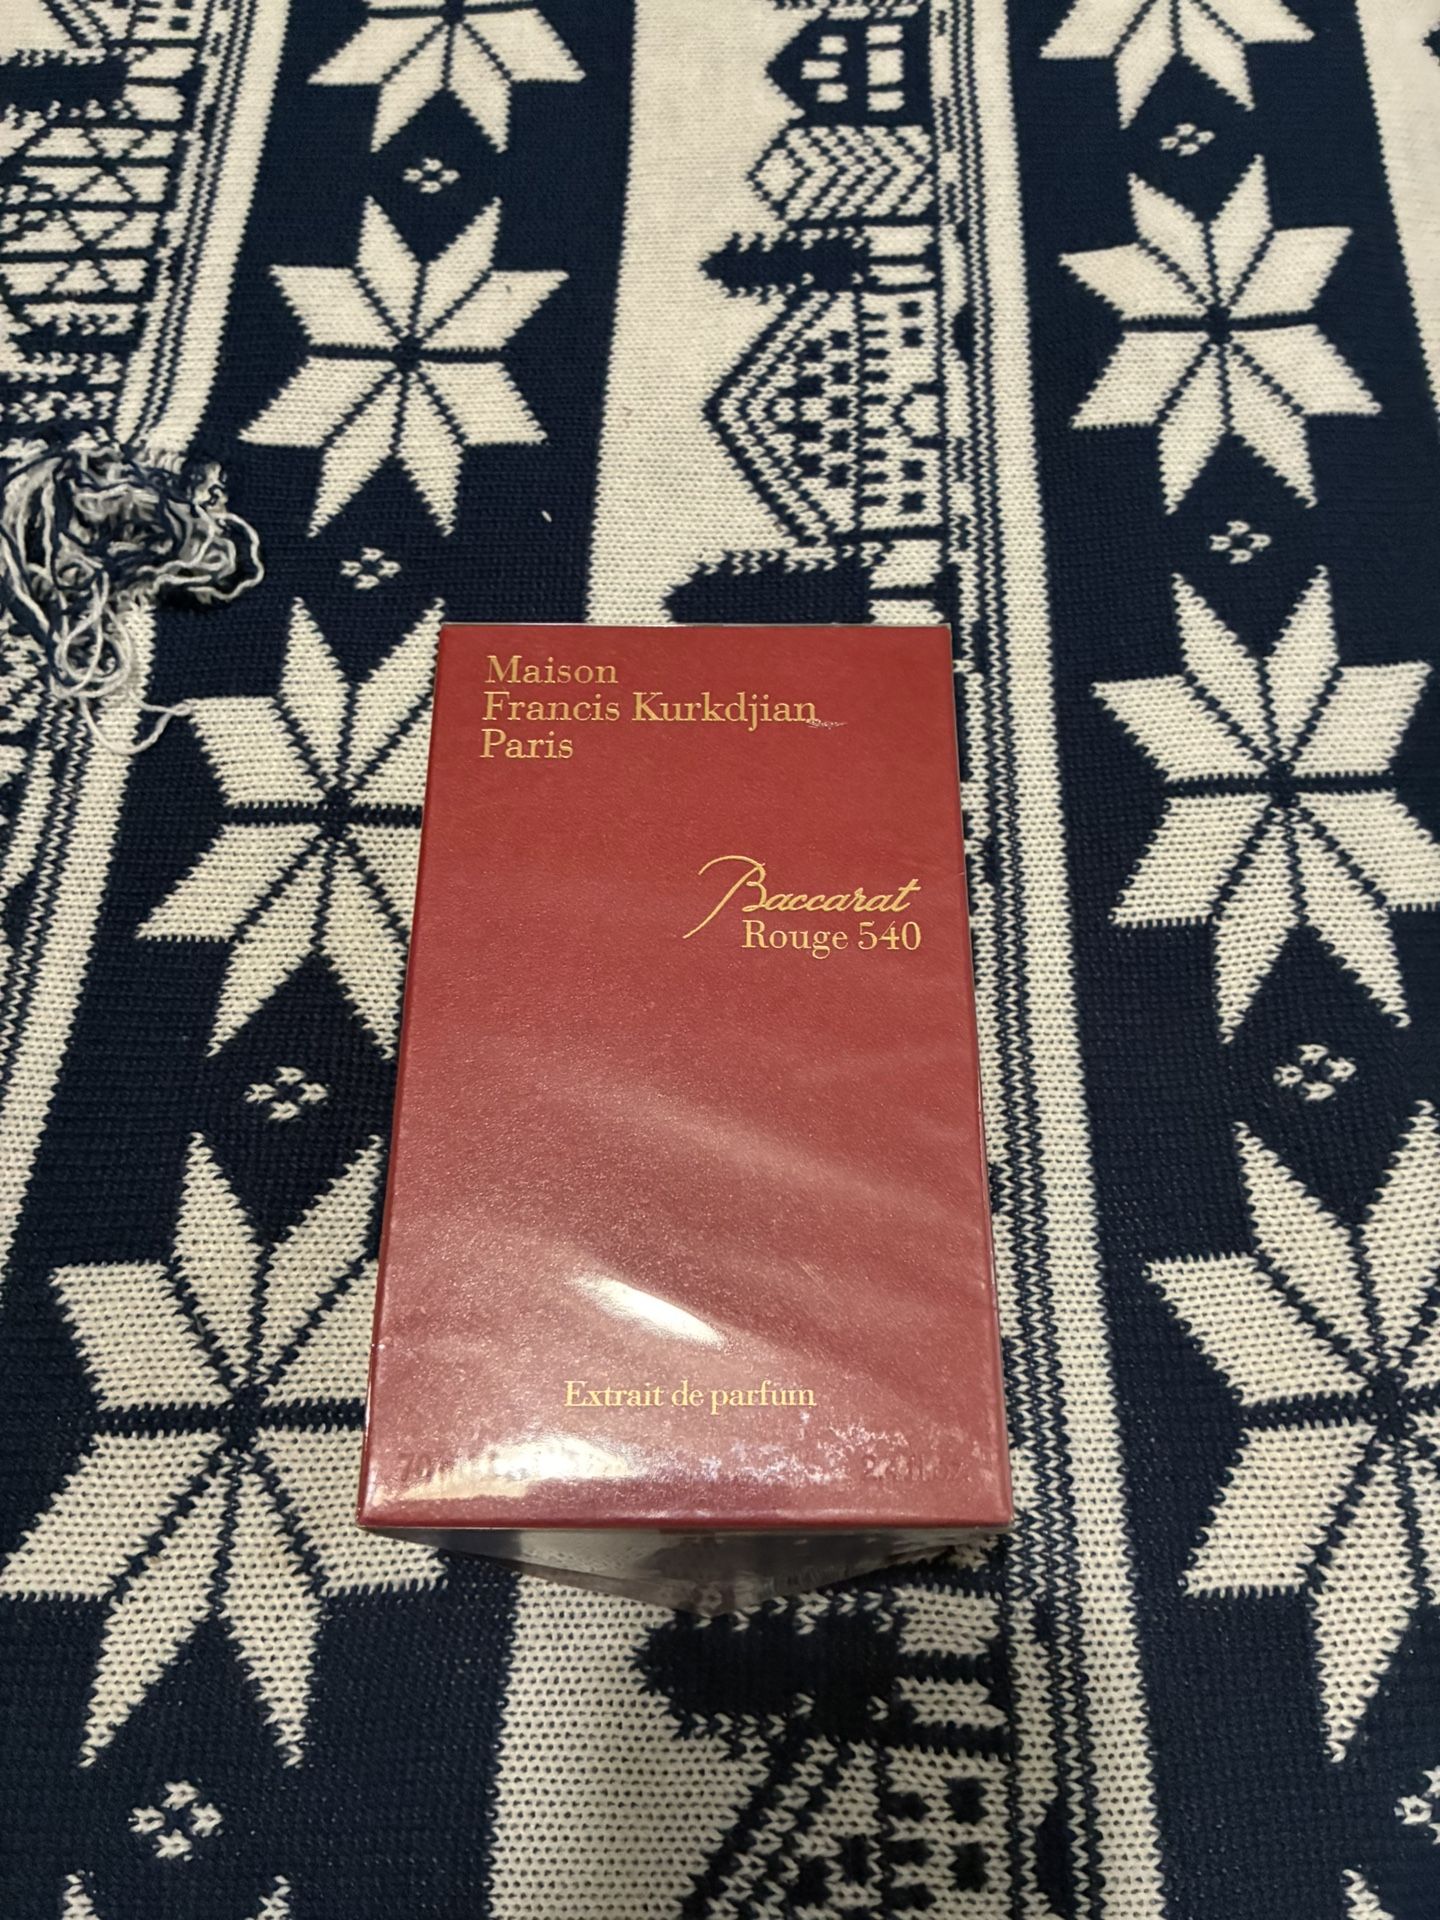 Maison
Francis Kurkdjian
Paris
Baccarat
Rouge 540
Extrait de parfum